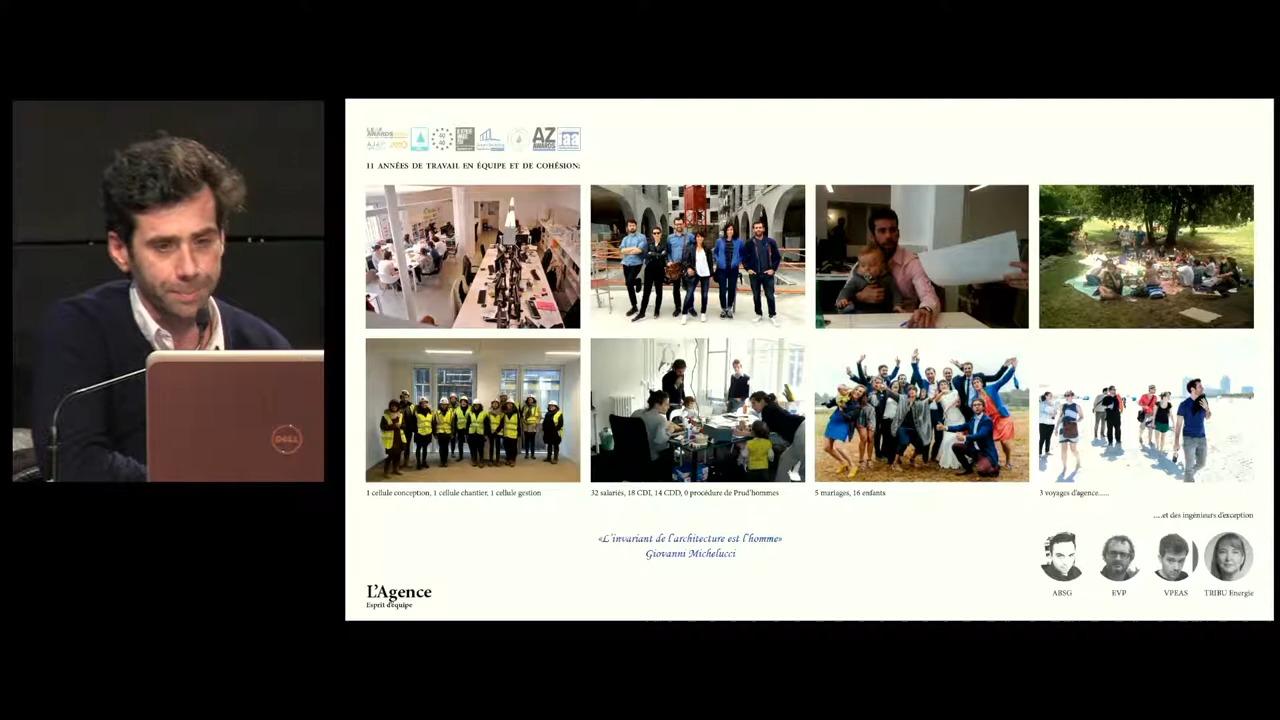 AZ
AWARDS
11 ANNÉES DE TRAVAIL EN ÉQUIPE ET DE COHÉSION:
1 cellule conception, 1 cellule chantier, 1 cellule gestion
32 salariés, 18 CDI, 14 CDD, 0 procédure de Prud'hommes
5 mariages, 16 enfants
3 voyages d'agence.....
.....et des ingénieurs d'exception
«L'invariant de l'architecture est l'homme»
Giovanni Michelucci
ABSG
EVP
VPEAS
TRIBU Energie
L'Agence
Esprit d'équipe
DELL